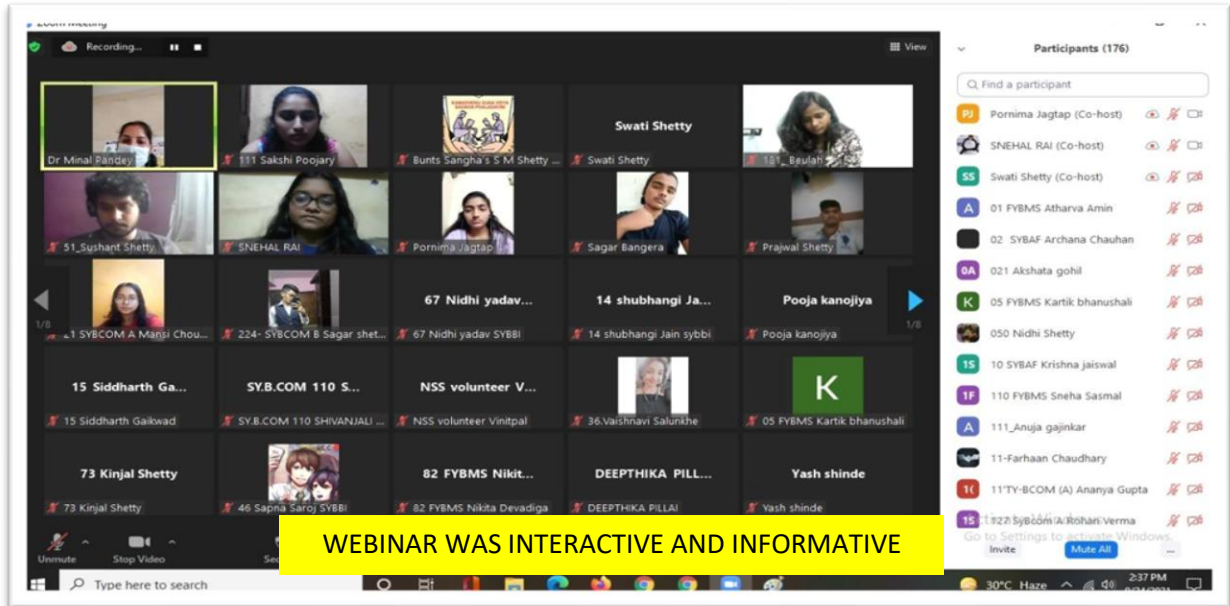 Zoom Meeting
Recording...
View
Participants (176)
Find a participant
Dr Minal Pandey
111 Sakshi Poojary
Bunts Sangha's S M Shetty ...
Swati Shetty
Swati Shetty
131_ Beulah
51_Sushant Shetty
SNEHAL RAI
Pornima Jagtap
Sagar Bangera
Prajwal Shetty
1/8
21 SYBCOM A Mansi Chou...
224- SYBCOM B Sagar shet...
67 Nidhi yadav...
67 Nidhi yadav SYBBI
14 shubhangi Ja...
14 shubhangi Jain sybbi
Pooja kanojiya
Pooja kanojiya
1/8
15 Siddharth Ga...
15 Siddharth Gaikwad
SY.B.COM 110 S...
SY.B.COM 110 SHIVANJALI ...
NSS volunteer V...
NSS volunteer Vinitpal
36.Vaishnavi Salunkhe
K
05 FYBMS Kartik bhanushali
73 Kinjal Shetty
73 Kinjal Shetty
46 Sapna Saroj SYBBI
82 FYBMS Nikit...
82 FYBMS Nikita Devadiga
DEEPTHIKA PILL...
DEEPTHIKA PILLAI
Yash shinde
Yash shinde
PJ Pornima Jagtap (Co-host)
SNEHAL RAI (Co-host)
SS Swati Shetty (Co-host)
A 01 FYBMS Atharva Amin
02 SYBAF Archana Chauhan
0A 021 Akshata gohil
K 05 FYBMS Kartik bhanushali
050 Nidhi Shetty
1S 10 SYBAF Krishna jaiswal
1F 110 FYBMS Sneha Sasmal
A 111_Anuja gajinkar
11-Farhaan Chaudhary
1( 11'TY-BCOM (A) Ananya Gupta
1S 127 SyBcom A Rohan Verma
Activate Windows
Go to Settings to activate Windows.
Invite
Mute All
...
Unmute
Stop Video
WEBINAR WAS INTERACTIVE AND INFORMATIVE
Type here to search
30°C Haze
2:37 PM